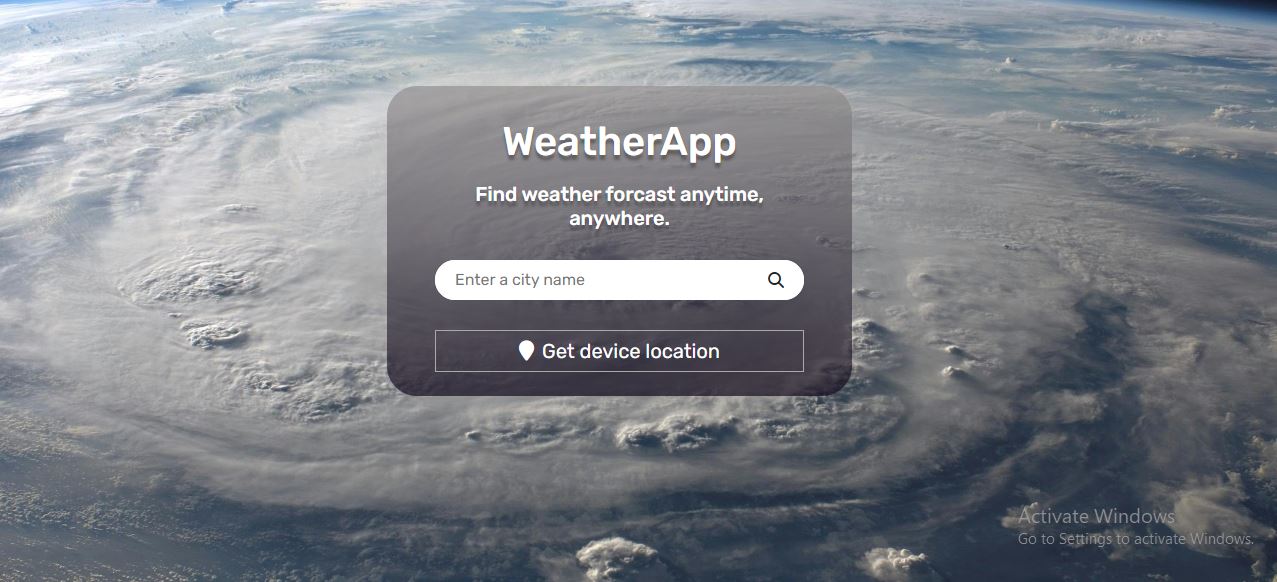 WeatherApp
Find weather forcast anytime,
anywhere.
Enter a city name
Get device location
Activate Windows
Go to Settings to activate Windows.